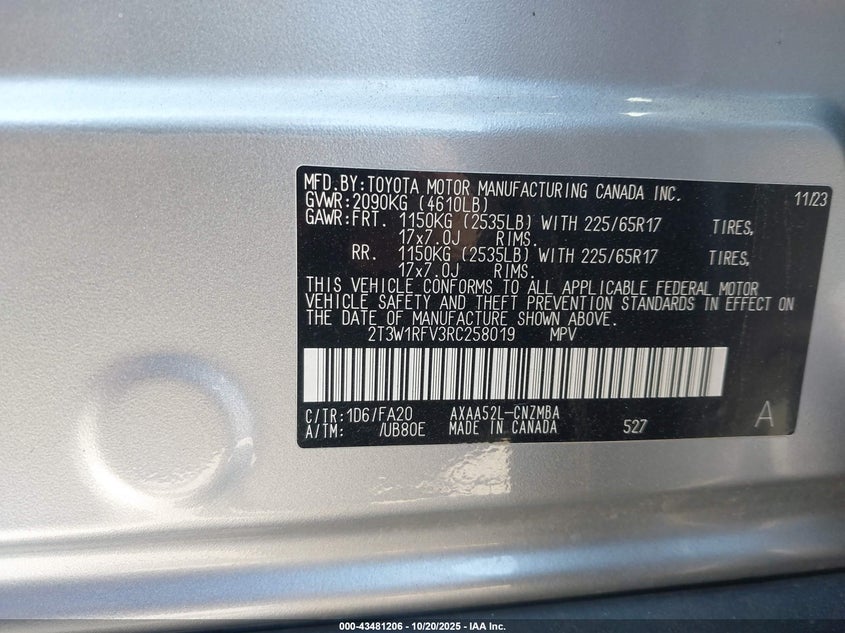 MFD.BY:TOYOTA MOTOR MANUFACTURING CANADA INC. 11/23
GVWR:2090KG (4610LB)
GAWR:FRT. 1150KG (2535LB) WITH 225/65R17 TIRES,
17x7.0J RIMS.
RR. 1150KG (2535LB) WITH 225/65R17 TIRES,
17x7.0J RIMS.
THIS VEHICLE CONFORMS TO ALL APPLICABLE FEDERAL MOTOR
VEHICLE SAFETY AND THEFT PREVENTION STANDARDS IN EFFECT ON
THE DATE OF MANUFACTURE SHOWN ABOVE.
2T3W1RFV3RC258019 MPV
C/TR:1D6/FA20 AXAA52L-CNZMBA
A/TM: /UB80E MADE IN CANADA 527 A
000-43481206 - 10/20/2025 - IAA Inc.